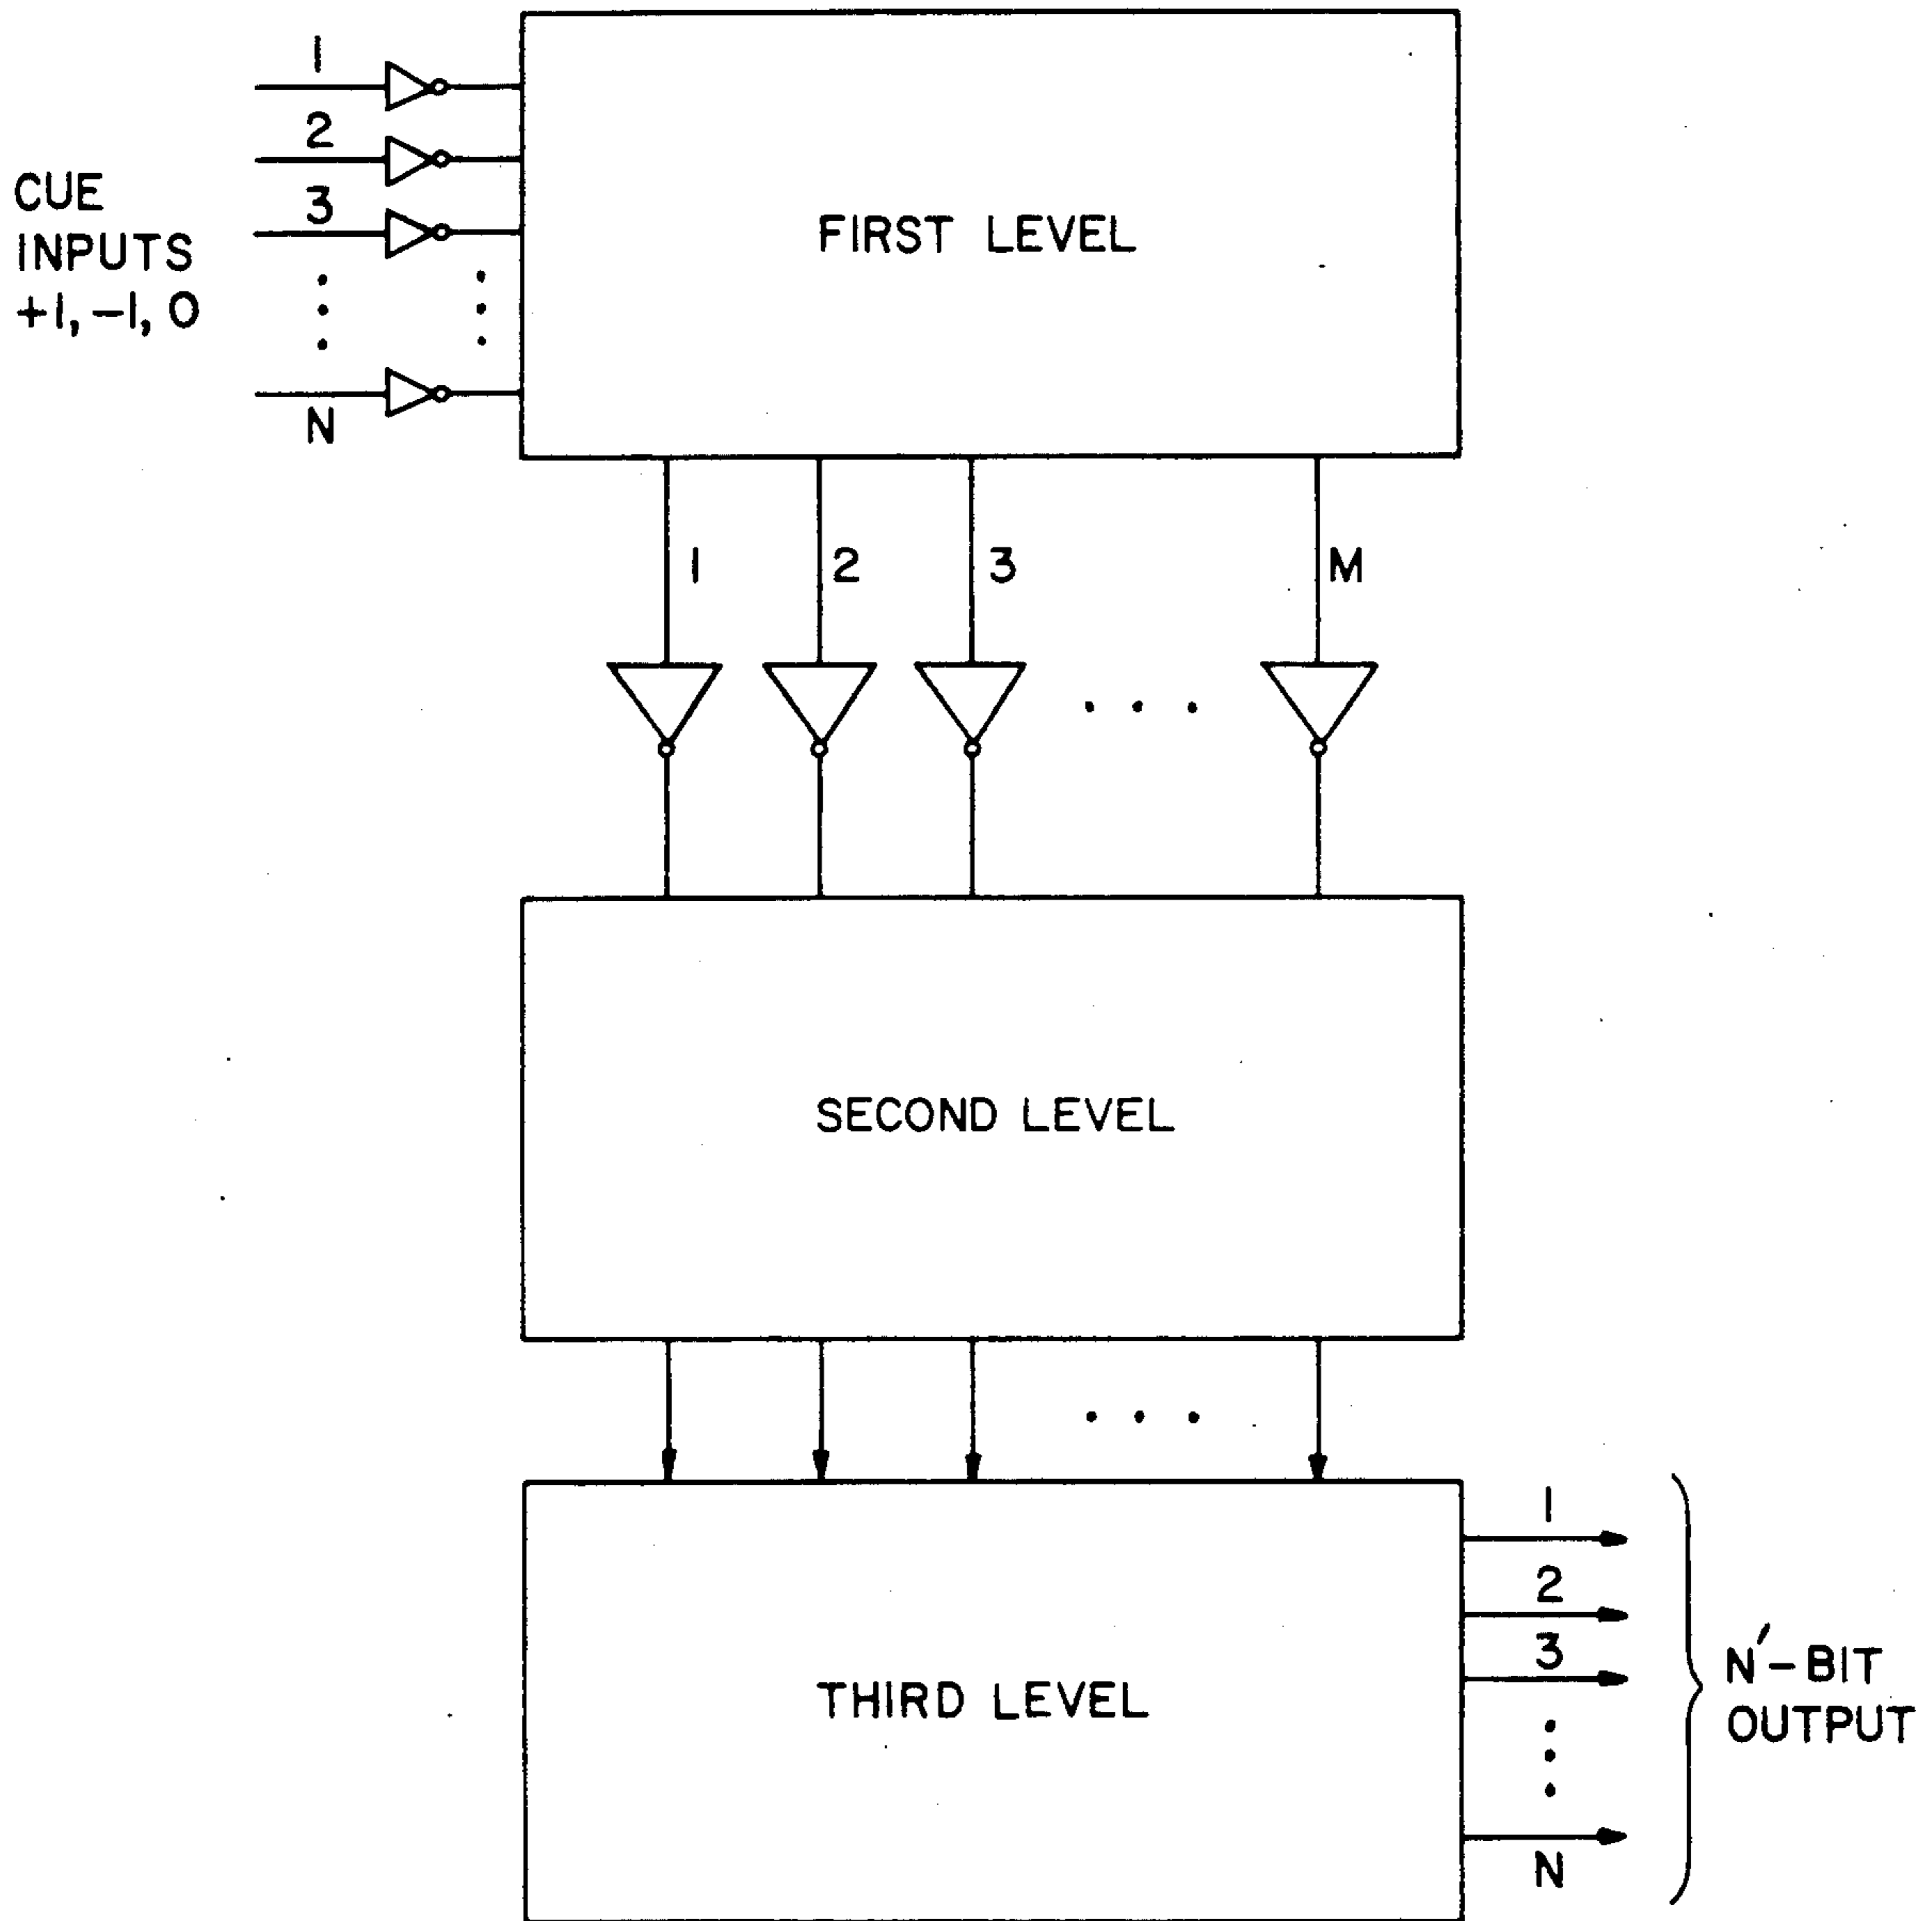 1
2
3
N
CUE
INPUTS
+1, -1, 0
FIRST LEVEL
1
2
3
M
SECOND LEVEL
THIRD LEVEL
1
2
3
N
N'-BIT
OUTPUT